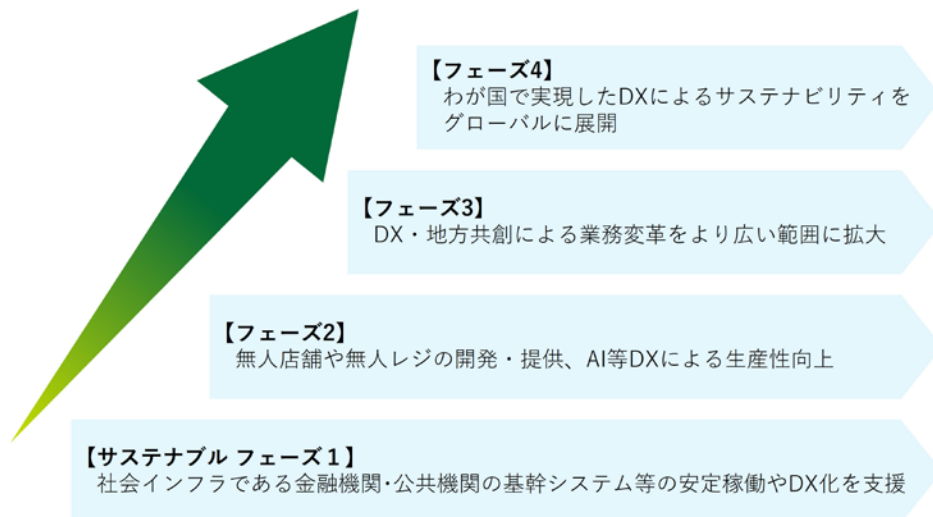 【フェーズ4】
わが国で実現したDXによるサステナビリティを
グローバルに展開
【フェーズ3】
DX・地方共創による業務変革をより広い範囲に拡大
【フェーズ2】
無人店舗や無人レジの開発・提供、AI等DXによる生産性向上
【サステナブル フェーズ１】
社会インフラである金融機関･公共機関の基幹システム等の安定稼働やDX化を支援